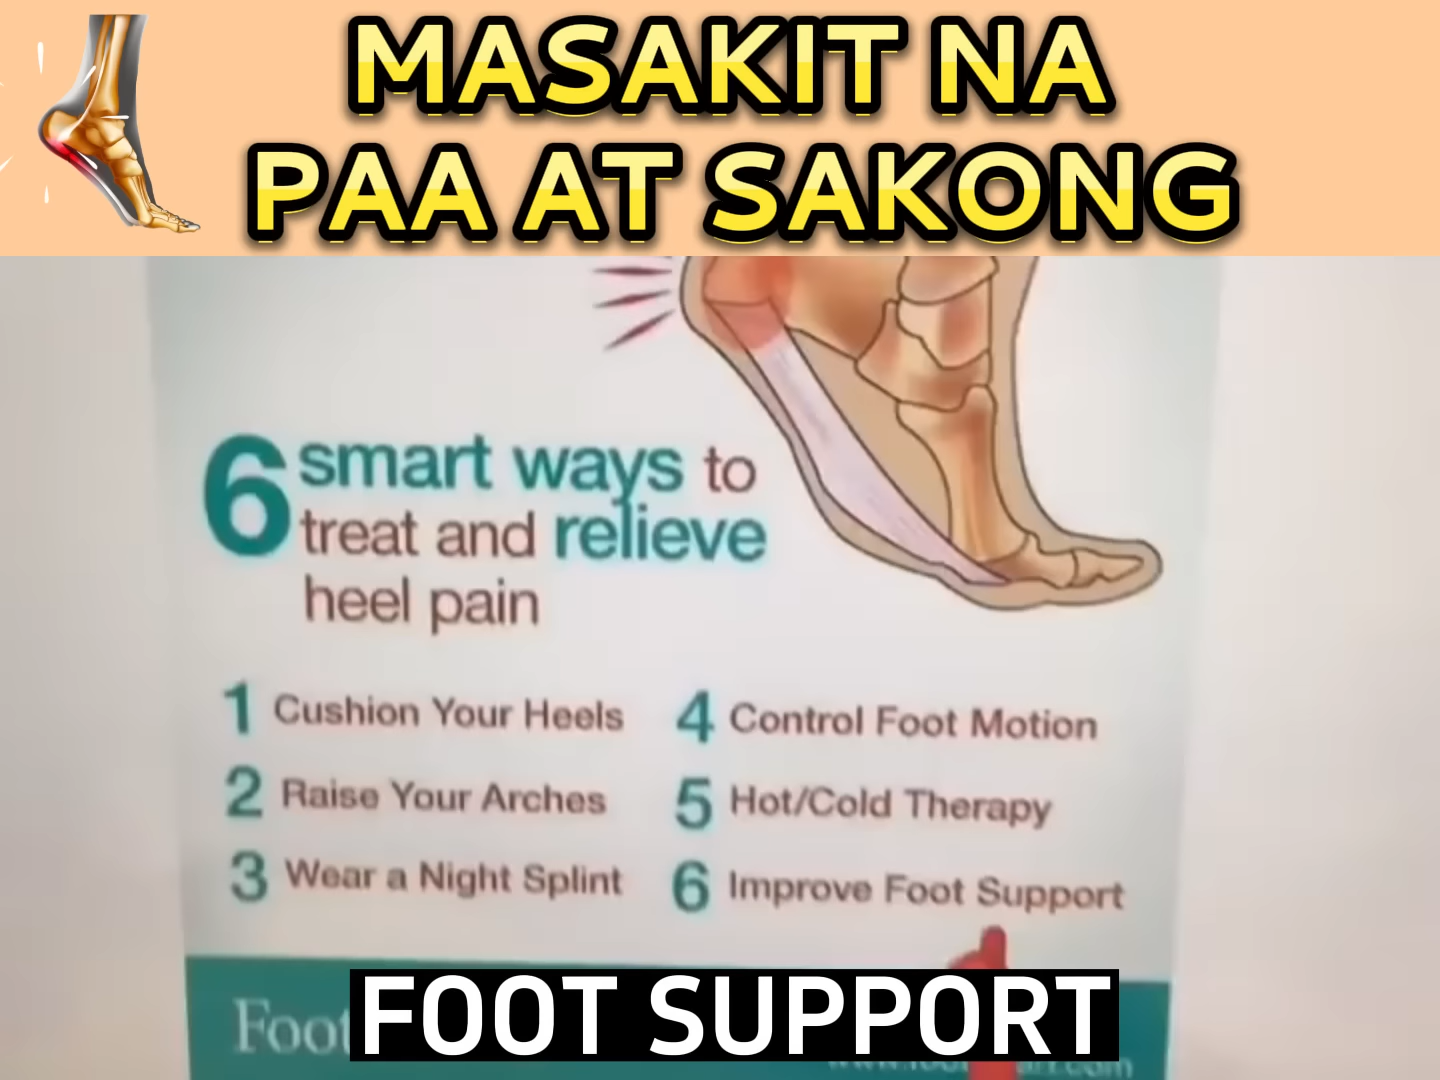 MASAKIT NA
PAA AT SAKONG
6 smart ways to
treat and relieve
heel pain
1 Cushion Your Heels
2 Raise Your Arches
3 Wear a Night Splint
4 Control Foot Motion
5 Hot/Cold Therapy
6 Improve Foot Support
Foot
FOOT SUPPORT